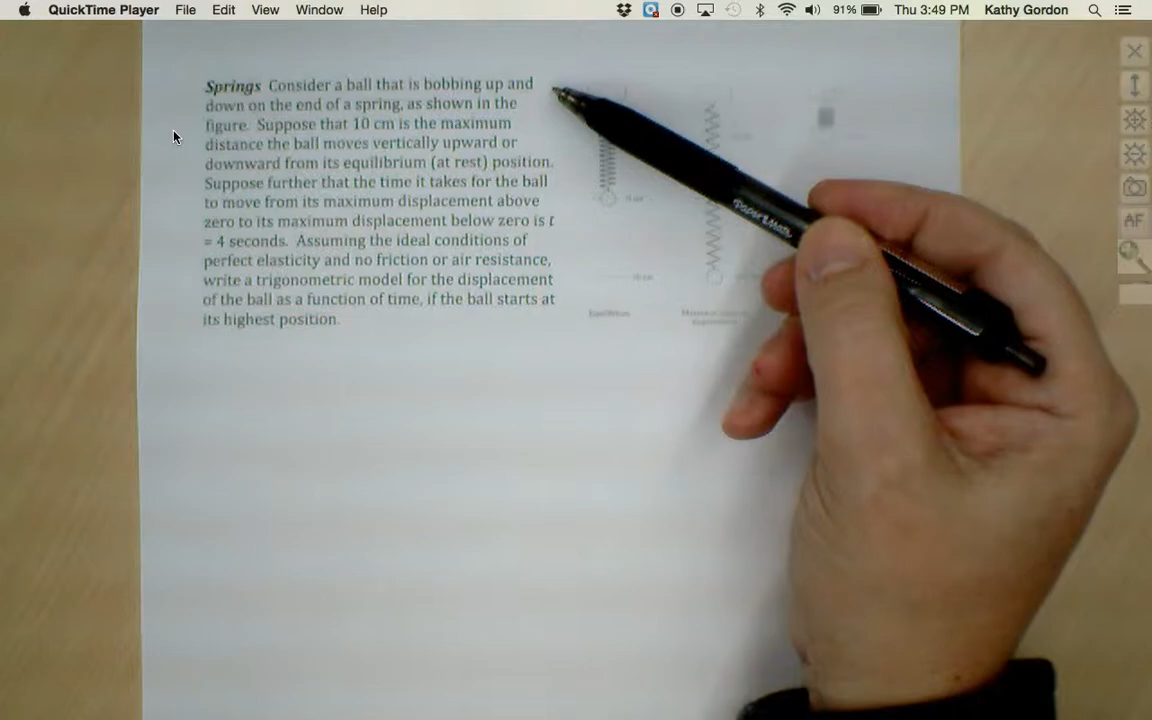 QuickTime Player File Edit View Window Help 91% Thu 3:49 PM Kathy Gordon
Springs Consider a ball that is bobbing up and
down on the end of a spring, as shown in the
figure. Suppose that 10 cm is the maximum
distance the ball moves vertically upward or
downward from its equilibrium (at rest) position.
Suppose further that the time it takes for the ball
to move from its maximum displacement above
zero to its maximum displacement below zero is t
= 4 seconds. Assuming the ideal conditions of
perfect elasticity and no friction or air resistance,
write a trigonometric model for the displacement
of the ball as a function of time, if the ball starts at
its highest position.
Equilibrium
PaperMate
AF